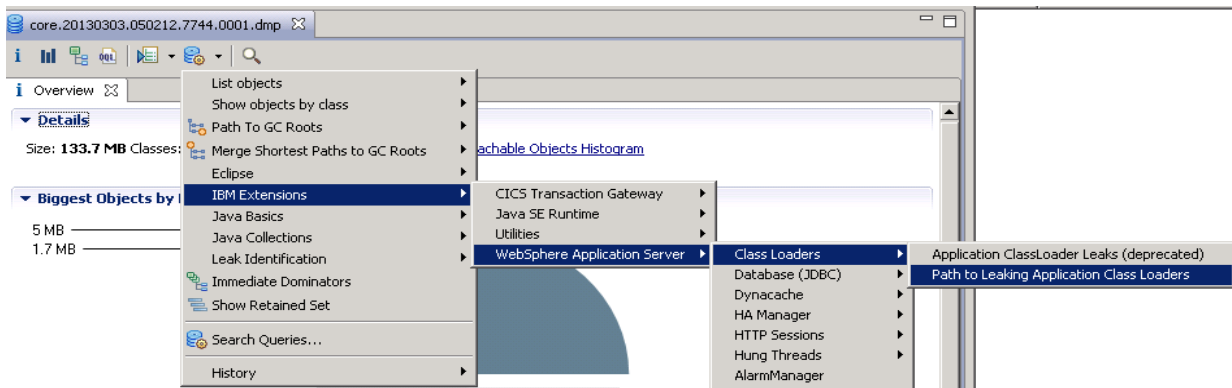 core.20130303.050212.7744.0001.dmp
i Overview
Details
Size: 133.7 MB Classes: achable Objects Histogram
Biggest Objects by
5 MB
1.7 MB
List objects
Show objects by class
Path To GC Roots
Merge Shortest Paths to GC Roots
Eclipse
IBM Extensions
Java Basics
Java Collections
Leak Identification
Immediate Dominators
Show Retained Set
Search Queries...
History
CICS Transaction Gateway
Java SE Runtime
Utilities
WebSphere Application Server
Class Loaders
Database (JDBC)
Dynacache
HA Manager
HTTP Sessions
Hung Threads
AlarmManager
Application ClassLoader Leaks (deprecated)
Path to Leaking Application Class Loaders